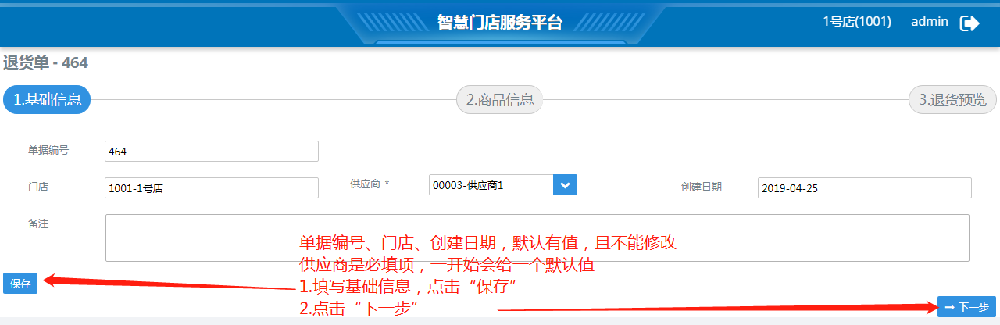 智慧门店服务平台
1号店(1001) admin
退货单 - 464
1.基础信息 2.商品信息 3.退货预览
单据编号 464
门店 1001-1号店 供应商 * 00003-供应商1 创建日期 2019-04-25
备注
单据编号、门店、创建日期，默认有值，且不能修改
供应商是必填项，一开始会给一个默认值
1.填写基础信息，点击“保存”
保存
2.点击“下一步”
下一步